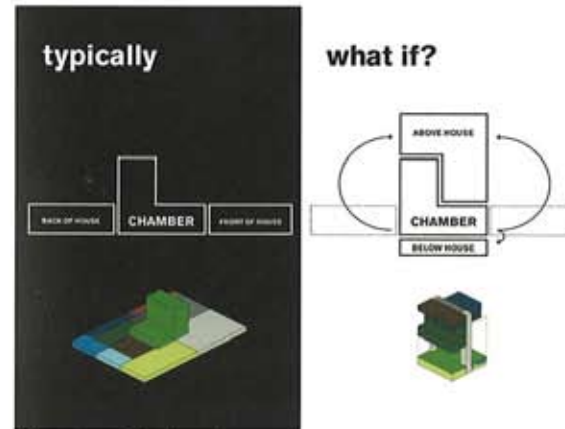 typically
BACK OF HOUSE
CHAMBER
FRONT OF HOUSE
what if?
ABOVE HOUSE
CHAMBER
BELOW HOUSE